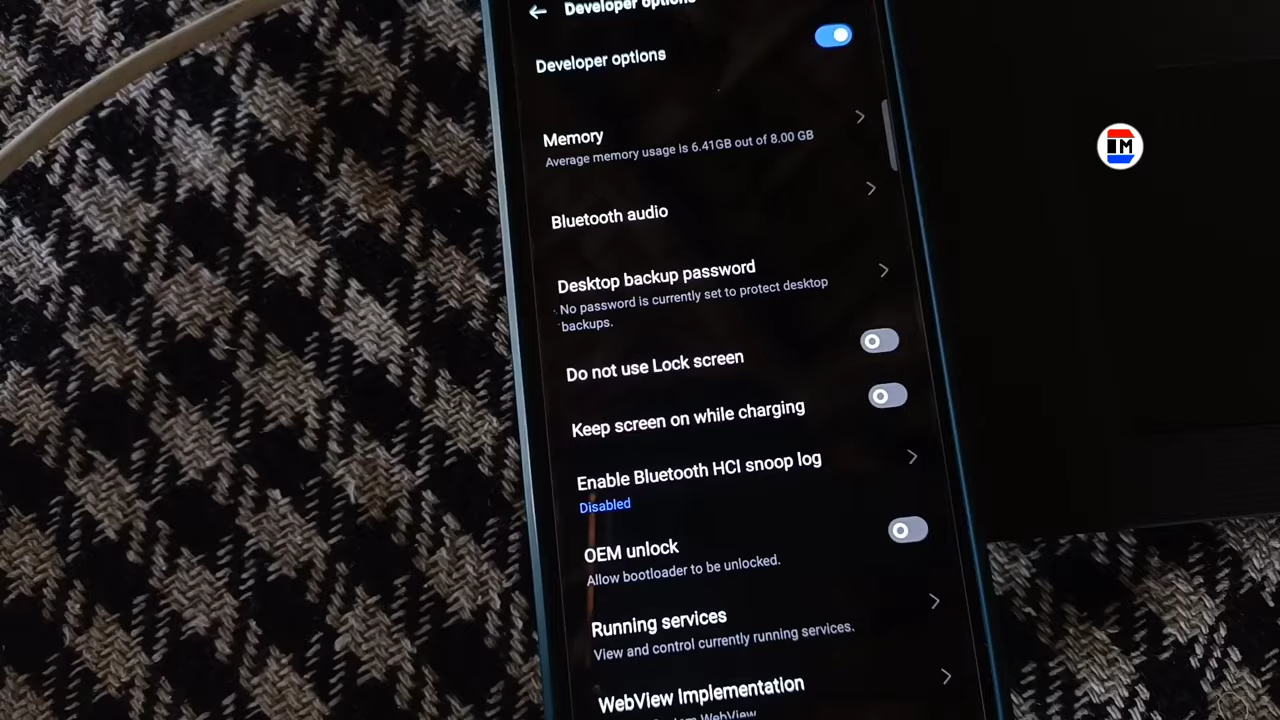 Developer options
Developer options
Memory
Average memory usage is 6.41GB out of 8.00 GB
Bluetooth audio
Desktop backup password
No password is currently set to protect desktop
backups.
Do not use Lock screen
Keep screen on while charging
Enable Bluetooth HCI snoop log
Disabled
OEM unlock
Allow bootloader to be unlocked.
Running services
View and control currently running services.
WebView Implementation
WebView